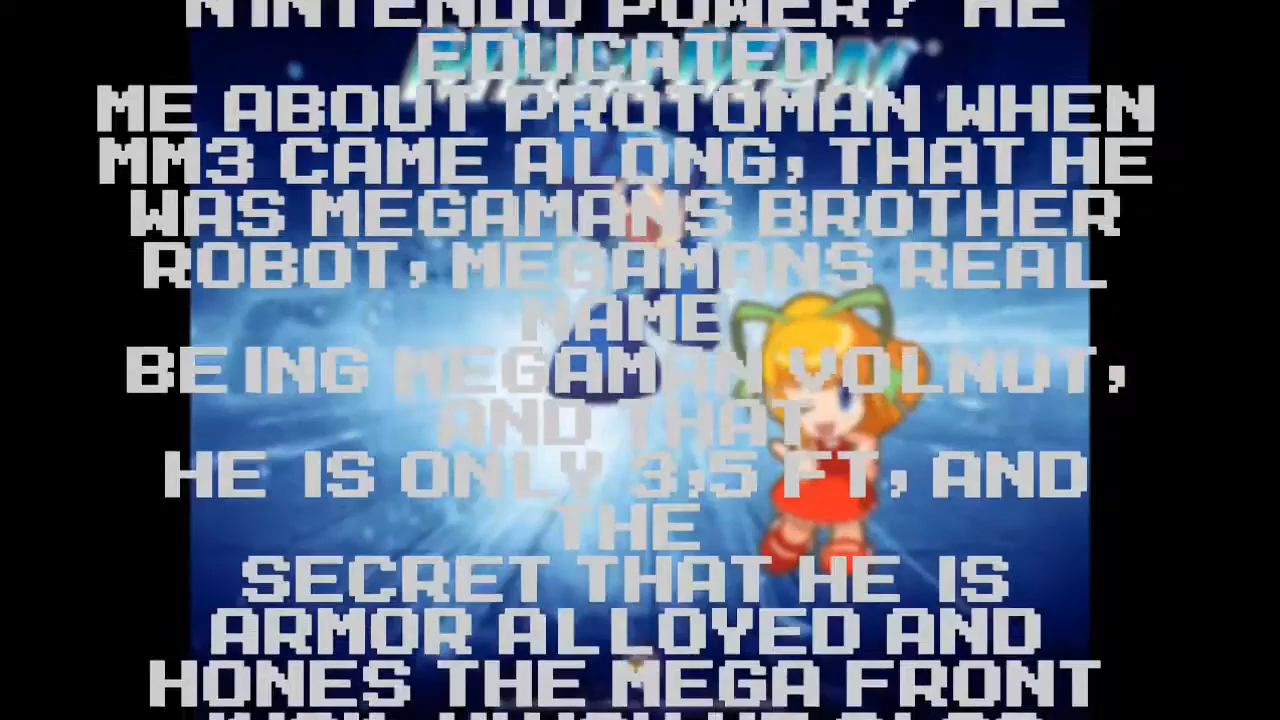 NINTENDO POWER? HE
EDUCATED
ME ABOUT PROTOMAN WHEN
MM3 CAME ALONG, THAT HE
WAS MEGAMANS BROTHER
ROBOT, MEGAMANS REAL
NAME
BEING MEGAMAN VOLNUT,
AND THAT
HE IS ONLY 3,5 FT, AND
THE
SECRET THAT HE IS
ARMOR ALLOYED AND
HONES THE MEGA FRONT